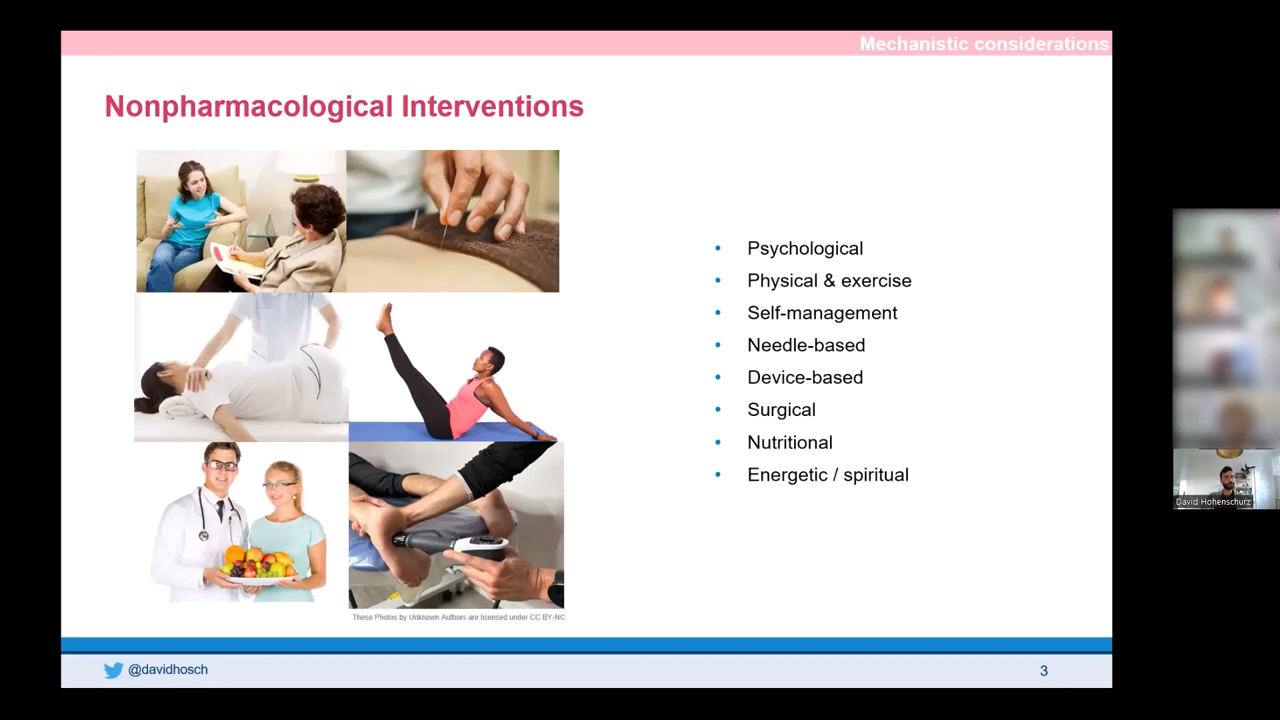 Mechanistic considerations
Nonpharmacological Interventions
• Psychological
• Physical & exercise
• Self-management
• Needle-based
• Device-based
• Surgical
• Nutritional
• Energetic / spiritual
These Photos by Unknown Authors are licensed under CC BY-NC
@davidhosch
3
David Hohenschurz